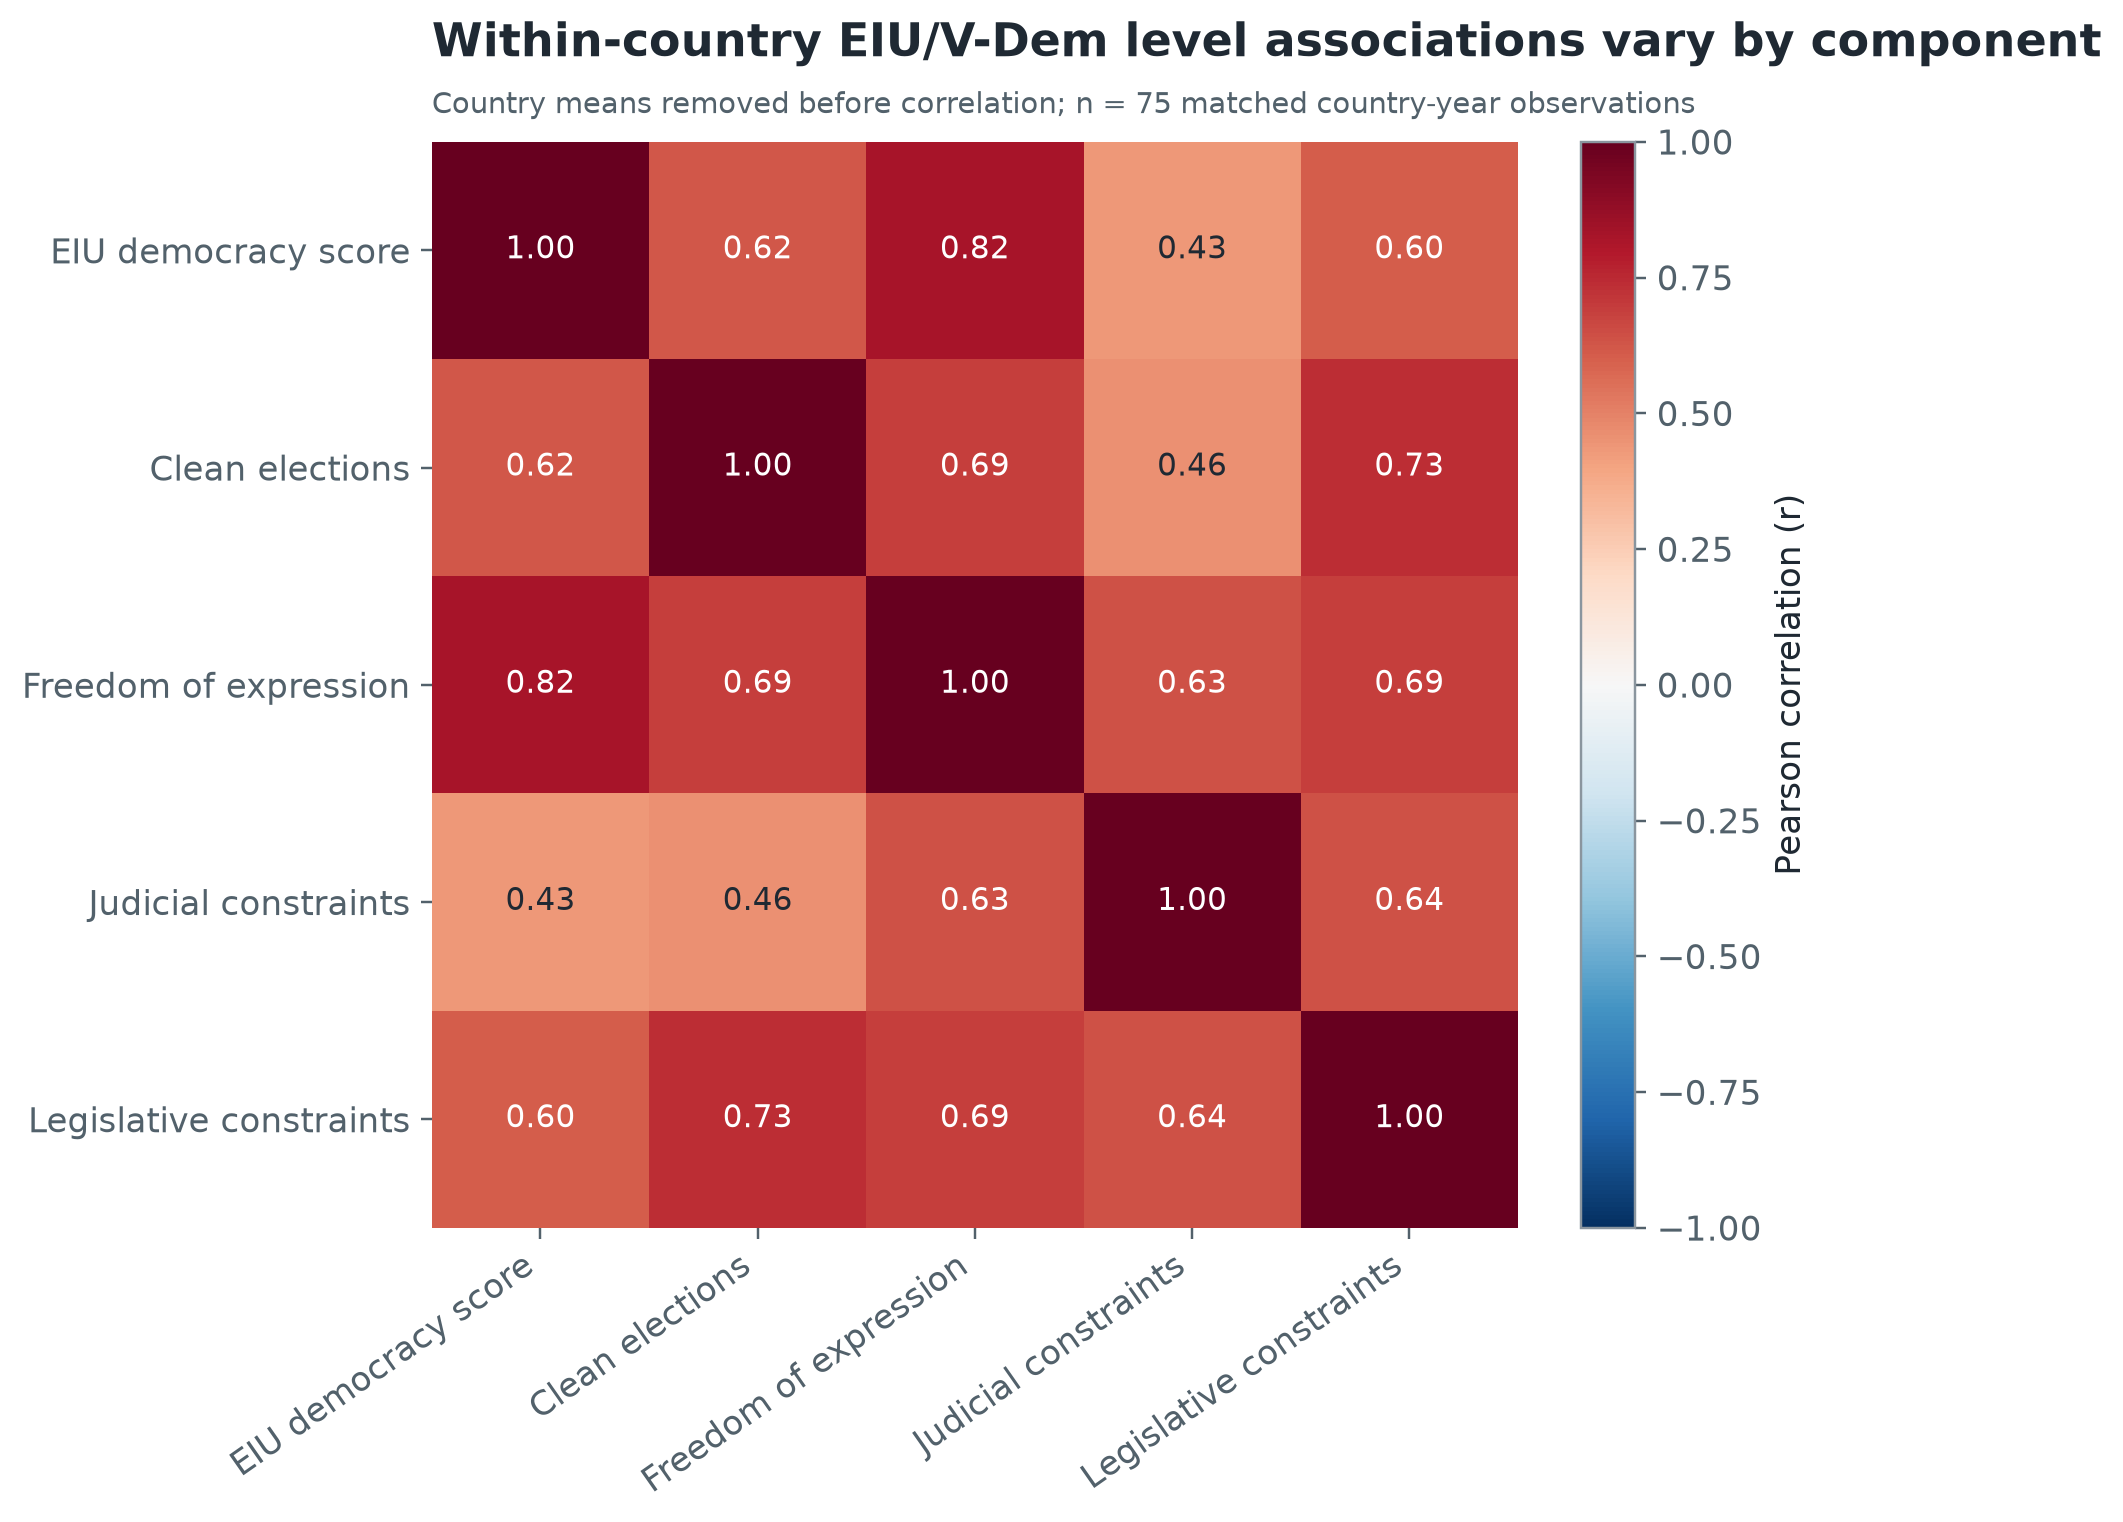 Within-country EIU/V-Dem level associations vary by component
Country means removed before correlation; n = 75 matched country-year observations
EIU democracy score 1.00 0.62 0.82 0.43 0.60
Clean elections 0.62 1.00 0.69 0.46 0.73
Freedom of expression 0.82 0.69 1.00 0.63 0.69
Judicial constraints 0.43 0.46 0.63 1.00 0.64
Legislative constraints 0.60 0.73 0.69 0.64 1.00
EIU democracy score
Clean elections
Freedom of expression
Judicial constraints
Legislative constraints
1.00
0.75
0.50
0.25
0.00
−0.25
−0.50
−0.75
−1.00
Pearson correlation (r)